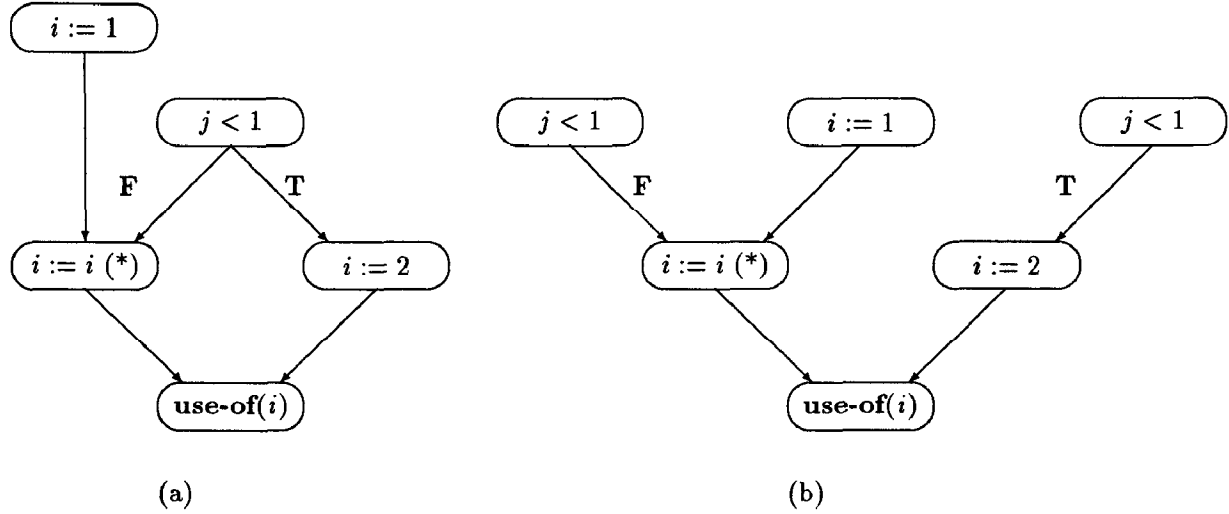 i := 1
j < 1
F
T
i := i (*)
i := 2
use-of(i)
(a)
j < 1
i := 1
j < 1
F
T
i := i (*)
i := 2
use-of(i)
(b)